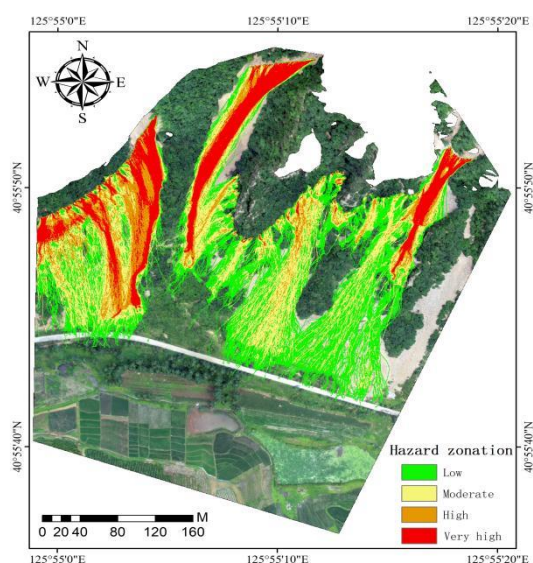 125°55′0″E 125°55′10″E 125°55′20″E
N
W E
S
40°55′50″N 40°55′50″N
40°55′40″N 40°55′40″N
Hazard zonation
Low
Moderate
High
Very high
M
0 20 40 80 120 160
125°55′0″E 125°55′10″E 125°55′20″E